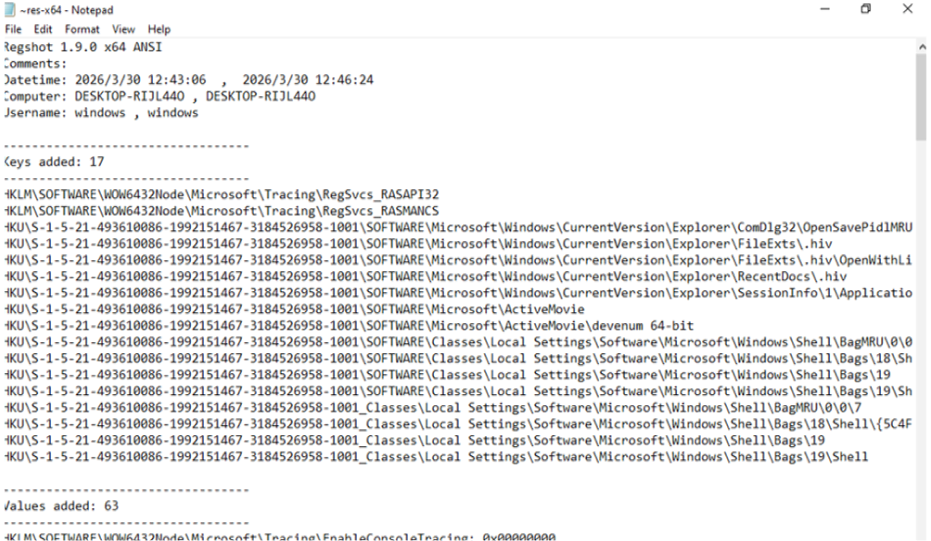 ~res-x64 - Notepad
File Edit Format View Help
Regshot 1.9.0 x64 ANSI
Comments:
Datetime: 2026/3/30 12:43:06 , 2026/3/30 12:46:24
Computer: DESKTOP-RIJL44O , DESKTOP-RIJL44O
Username: windows , windows
----------------------------------
Keys added: 17
----------------------------------
HKLM\SOFTWARE\WOW6432Node\Microsoft\Tracing\RegSvcs_RASAPI32
HKLM\SOFTWARE\WOW6432Node\Microsoft\Tracing\RegSvcs_RASMANCS
HKU\S-1-5-21-493610086-1992151467-3184526958-1001\SOFTWARE\Microsoft\Windows\CurrentVersion\Explorer\ComDlg32\OpenSavePidlMRU
HKU\S-1-5-21-493610086-1992151467-3184526958-1001\SOFTWARE\Microsoft\Windows\CurrentVersion\Explorer\FileExts\.hiv
HKU\S-1-5-21-493610086-1992151467-3184526958-1001\SOFTWARE\Microsoft\Windows\CurrentVersion\Explorer\FileExts\.hiv\OpenWithLi
HKU\S-1-5-21-493610086-1992151467-3184526958-1001\SOFTWARE\Microsoft\Windows\CurrentVersion\Explorer\RecentDocs\.hiv
HKU\S-1-5-21-493610086-1992151467-3184526958-1001\SOFTWARE\Microsoft\Windows\CurrentVersion\Explorer\SessionInfo\1\Applicatio
HKU\S-1-5-21-493610086-1992151467-3184526958-1001\SOFTWARE\Microsoft\ActiveMovie
HKU\S-1-5-21-493610086-1992151467-3184526958-1001\SOFTWARE\Microsoft\ActiveMovie\devenum 64-bit
HKU\S-1-5-21-493610086-1992151467-3184526958-1001\SOFTWARE\Classes\Local Settings\Software\Microsoft\Windows\Shell\BagMRU\0\0
HKU\S-1-5-21-493610086-1992151467-3184526958-1001\SOFTWARE\Classes\Local Settings\Software\Microsoft\Windows\Shell\Bags\18\Sh
HKU\S-1-5-21-493610086-1992151467-3184526958-1001\SOFTWARE\Classes\Local Settings\Software\Microsoft\Windows\Shell\Bags\19
HKU\S-1-5-21-493610086-1992151467-3184526958-1001\SOFTWARE\Classes\Local Settings\Software\Microsoft\Windows\Shell\Bags\19\Sh
HKU\S-1-5-21-493610086-1992151467-3184526958-1001_Classes\Local Settings\Software\Microsoft\Windows\Shell\BagMRU\0\0\7
HKU\S-1-5-21-493610086-1992151467-3184526958-1001_Classes\Local Settings\Software\Microsoft\Windows\Shell\Bags\18\Shell\{5C4F
HKU\S-1-5-21-493610086-1992151467-3184526958-1001_Classes\Local Settings\Software\Microsoft\Windows\Shell\Bags\19
HKU\S-1-5-21-493610086-1992151467-3184526958-1001_Classes\Local Settings\Software\Microsoft\Windows\Shell\Bags\19\Shell
----------------------------------
Values added: 63
----------------------------------
HKLM\SOFTWARE\WOW6432Node\Microsoft\Tracing\EnableConsoleTracing: 0x00000000